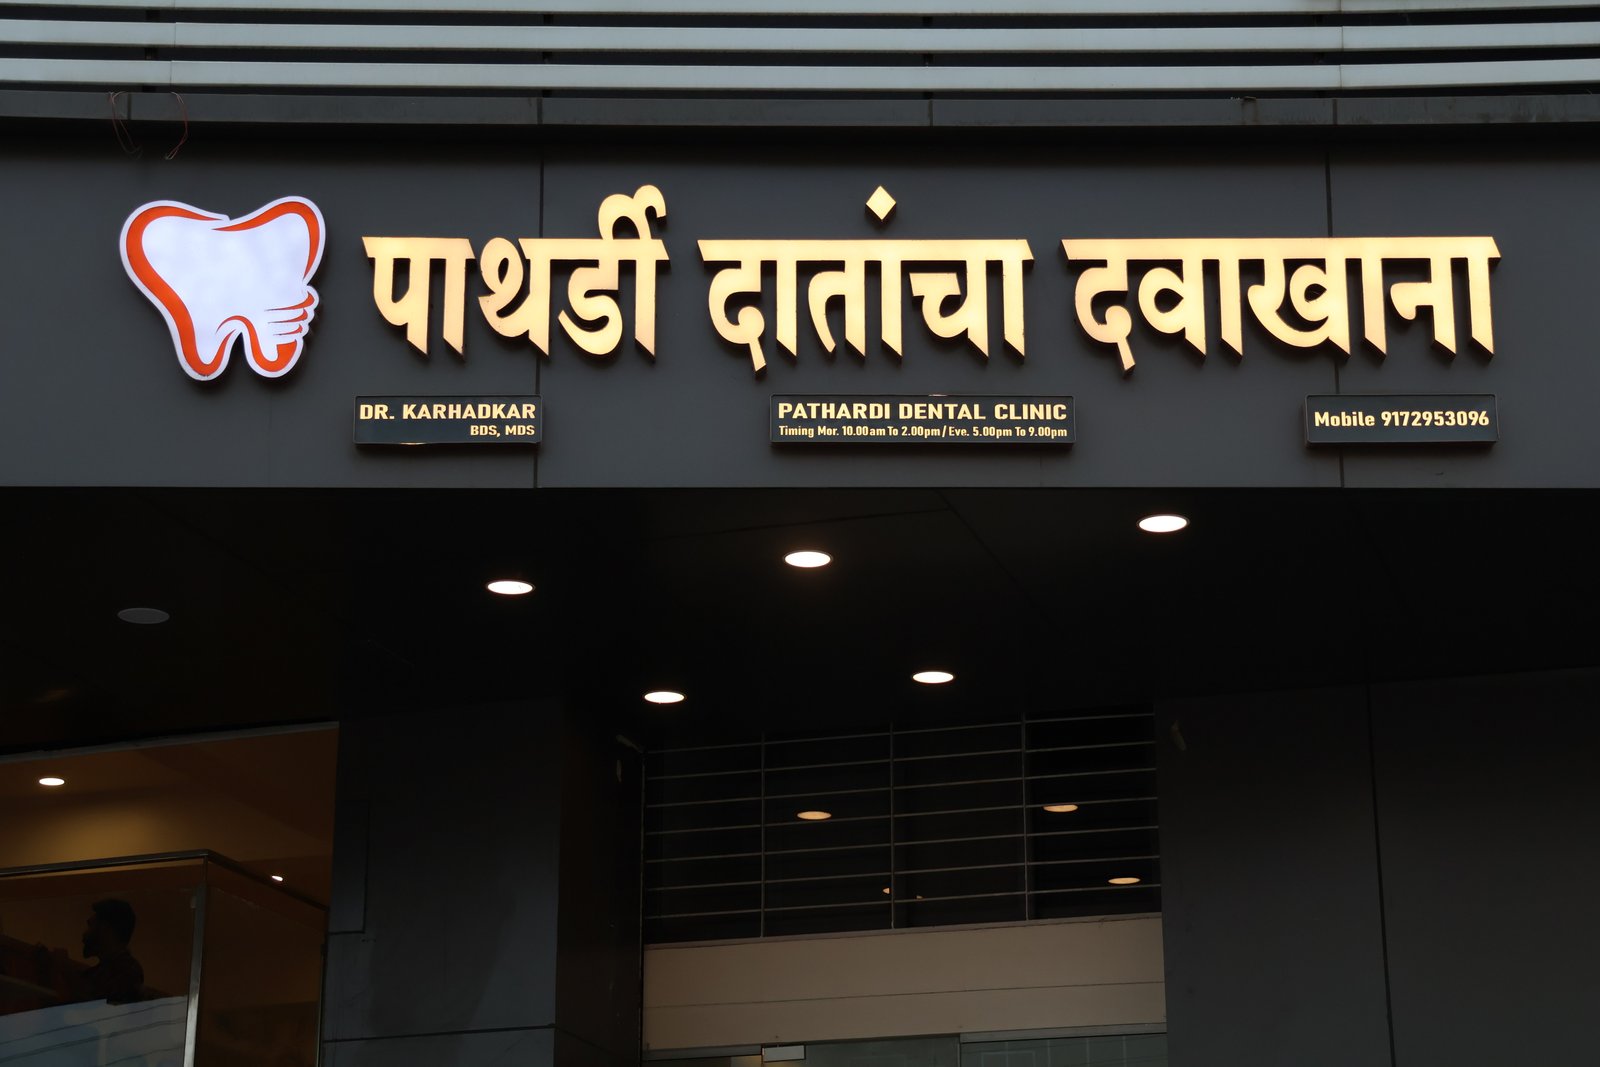 पाथर्डी दातांचा दवाखाना
DR. KARHADKAR
BDS, MDS
PATHARDI DENTAL CLINIC
Timing Mor. 10.00am To 2.00pm / Eve. 5.00pm To 9.00pm
Mobile 9172953096